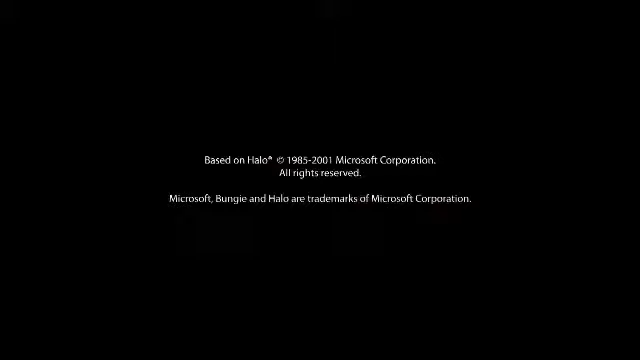 Based on Halo® © 1985-2001 Microsoft Corporation.
All rights reserved.
Microsoft, Bungie and Halo are trademarks of Microsoft Corporation.